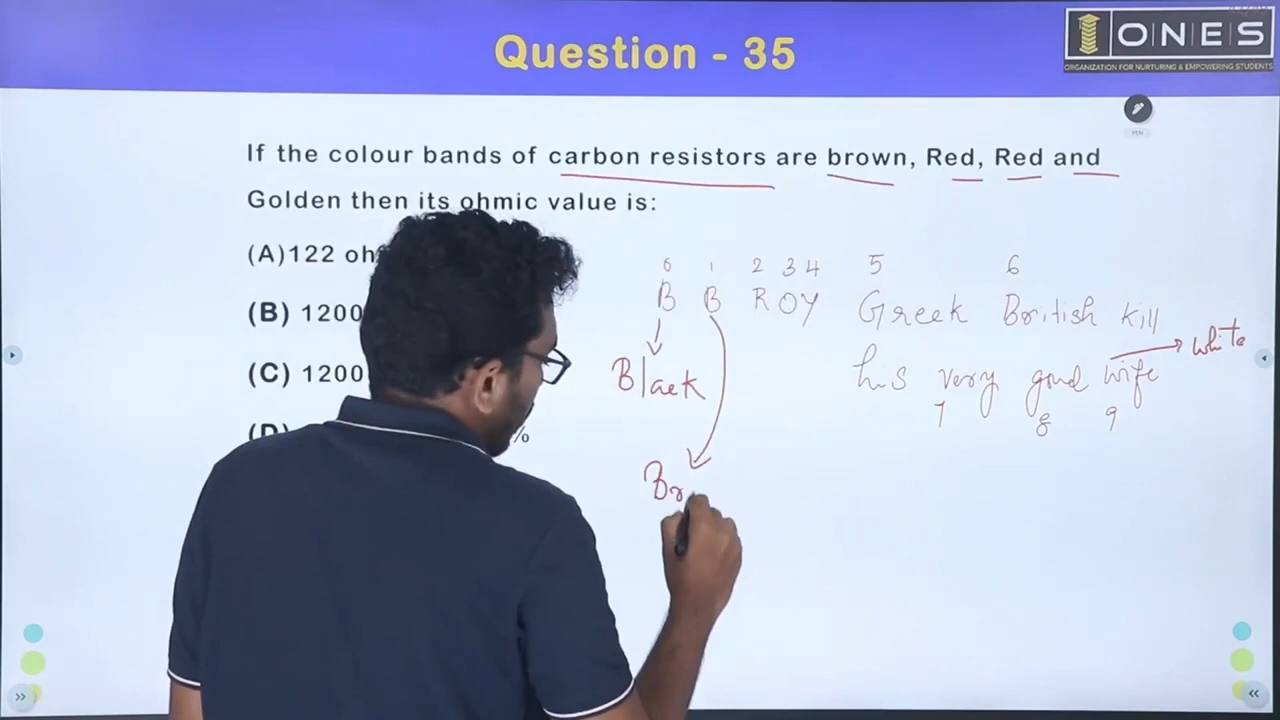 Question - 35
ONES
ORGANIZATION FOR NURTURING & EMPOWERING STUDENTS
PEN
If the colour bands of carbon resistors are brown, Red, Red and
Golden then its ohmic value is:
(A)122 oh
(B) 1200
(C) 1200
(D) %
0 1 2 3 4 5 6
B B R O Y Greek British kill
white
Black his very good wife
7 8 9
Br